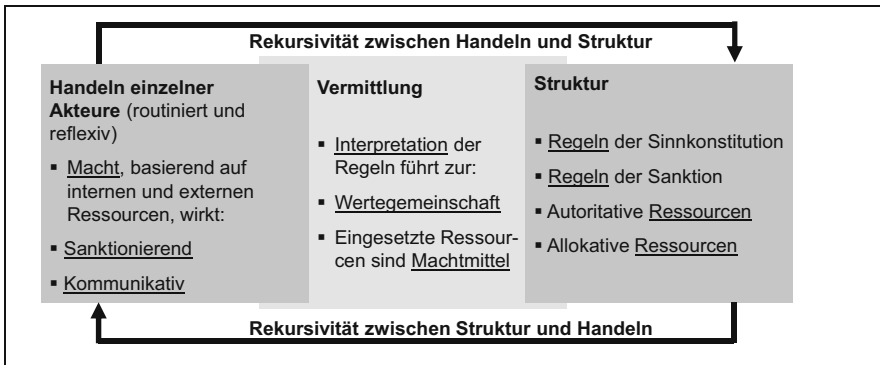 Rekursivität zwischen Handeln und Struktur
Handeln einzelner
Akteure (routiniert und
reflexiv)
▪ Macht, basierend auf
internen und externen
Ressourcen, wirkt:
▪ Sanktionierend
▪ Kommunikativ
Vermittlung
▪ Interpretation der
Regeln führt zur:
▪ Wertegemeinschaft
▪ Eingesetzte Ressour-
cen sind Machtmittel
Struktur
▪ Regeln der Sinnkonstitution
▪ Regeln der Sanktion
▪ Autoritative Ressourcen
▪ Allokative Ressourcen
Rekursivität zwischen Struktur und Handeln